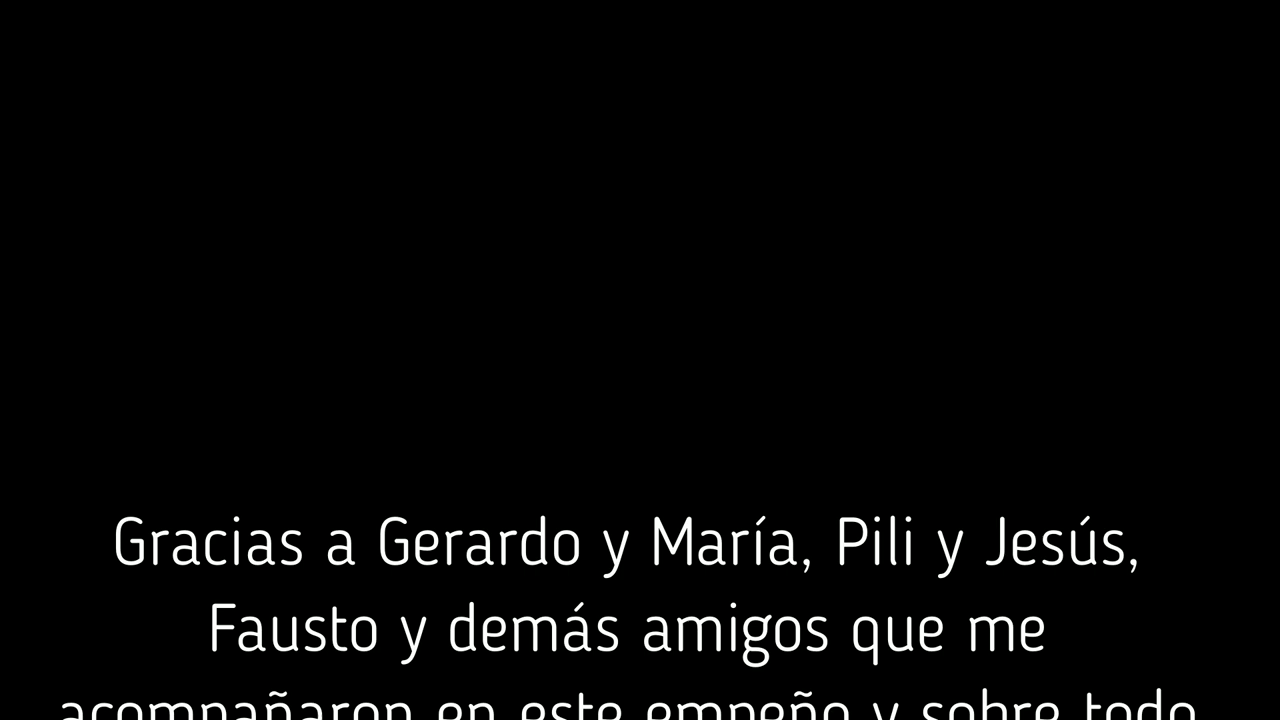 Gracias a Gerardo y María, Pili y Jesús,
Fausto y demás amigos que me
acompañaron en este empeño y sobre todo